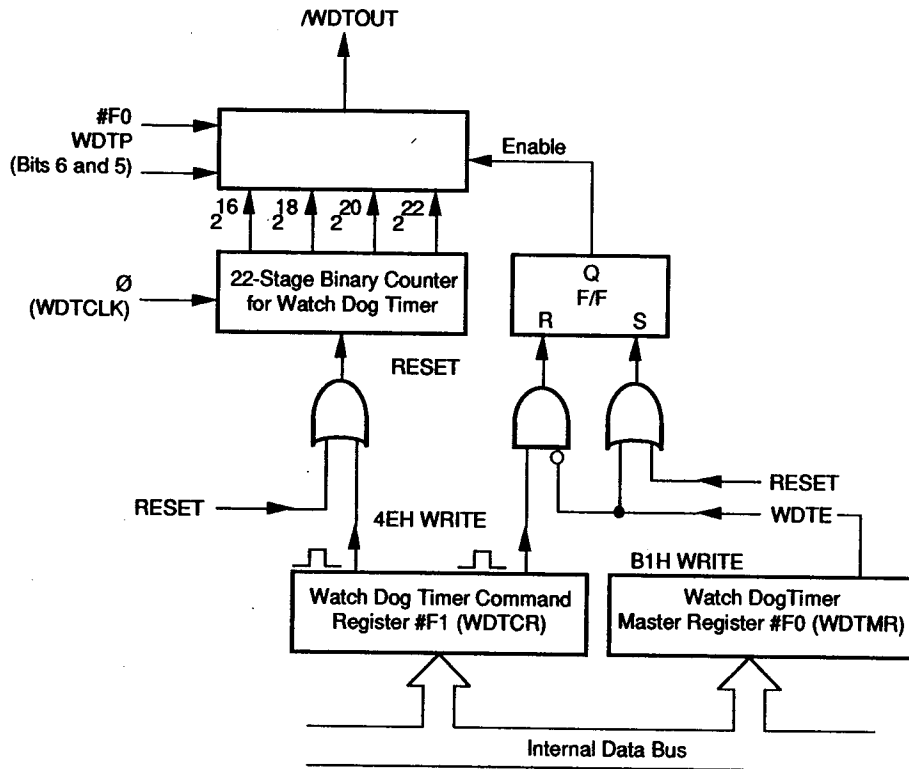 /WDTOUT
#F0
WDTP
(Bits 6 and 5)
Enable
2^16 2^18 2^20 2^22
Ø
(WDTCLK)
22-Stage Binary Counter
for Watch Dog Timer
Q
F/F
R S
RESET
RESET
RESET
WDTE
4EH WRITE
B1H WRITE
Watch Dog Timer Command
Register #F1 (WDTCR)
Watch DogTimer
Master Register #F0 (WDTMR)
Internal Data Bus